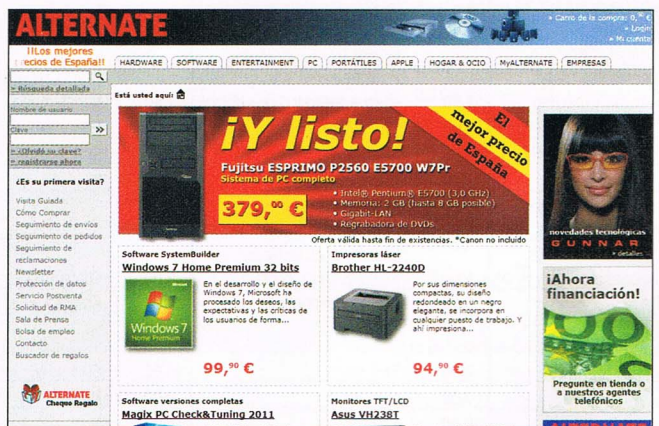 ALTERNATE
» Carro de la compra: 0,⁰⁰ €
» Login
» Mi cuenta
¡¡Los mejores
precios de España!!
HARDWARE
SOFTWARE
ENTERTAINMENT
PC
PORTÁTILES
APPLE
HOGAR & OCIO
MyALTERNATE
EMPRESAS
» Búsqueda detallada
Está usted aquí:
Nombre de usuario
Clave
» ¿Olvidó su clave?
» registrarse ahora
¿Es su primera visita?
Visita Guiada
Cómo Comprar
Seguimiento de envíos
Seguimiento de pedidos
Seguimiento de
reclamaciones
Newsletter
Protección de datos
Servicio Postventa
Solicitud de RMA
Sala de Prensa
Bolsa de empleo
Contacto
Buscador de regalos
ALTERNATE
Cheque Regalo
¡Y listo!
El
mejor precio
de España
Fujitsu ESPRIMO P2560 E5700 W7Pr
Sistema de PC completo
379,⁰⁰ €
• Intel® Pentium® E5700 (3,0 GHz)
• Memoria: 2 GB (hasta 8 GB posible)
• Gigabit-LAN
• Regrabadora de DVDs
Oferta válida hasta fin de existencias. *Canon no incluido
Software SystemBuilder
Windows 7 Home Premium 32 bits
Windows 7
Home Premium
En el desarrollo y el diseño de
Windows 7, Microsoft ha
procesado los deseos, las
expectativas y las críticas de
los usuarios de forma...
99,⁹⁰ €
Impresoras láser
Brother HL-2240D
Por sus dimensiones
compactas, su diseño
redondeado en un negro
elegante, se incorpora en
cualquier puesto de trabajo. Y
ahí impresiona...
94,⁹⁰ €
Software versiones completas
Magix PC Check&Tuning 2011
Monitores TFT/LCD
Asus VH238T
novedades tecnológicas
GUNNAR
» detalles
¡Ahora
financiación!
Pregunte en tienda o
a nuestros agentes
telefónicos
ALTERNATE